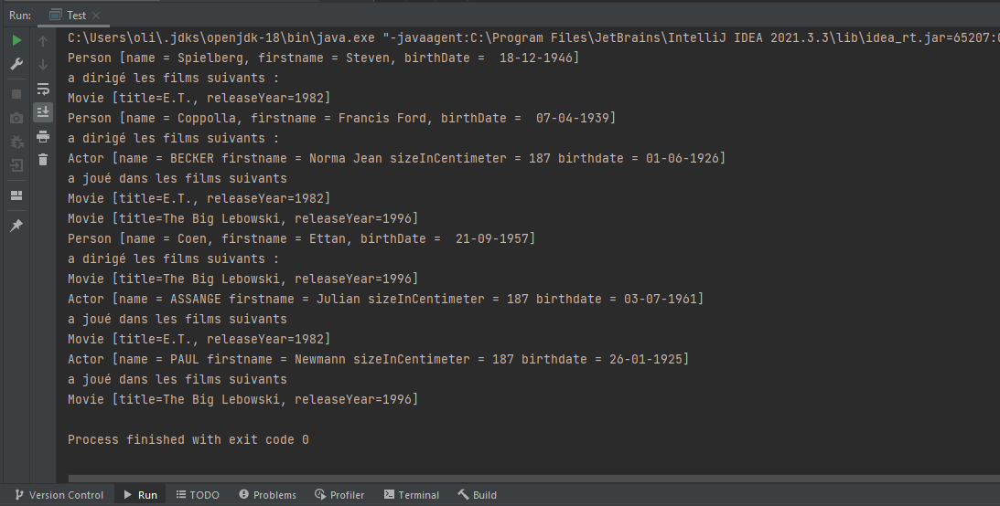 Run: Test
C:\Users\oli\.jdks\openjdk-18\bin\java.exe "-javaagent:C:\Program Files\JetBrains\IntelliJ IDEA 2021.3.3\lib\idea_rt.jar=65207:
Person [name = Spielberg, firstname = Steven, birthDate =  18-12-1946]
a dirigé les films suivants :
Movie [title=E.T., releaseYear=1982]
Person [name = Coppolla, firstname = Francis Ford, birthDate =  07-04-1939]
a dirigé les films suivants :
Actor [name = BECKER firstname = Norma Jean sizeInCentimeter = 187 birthdate = 01-06-1926]
a joué dans les films suivants
Movie [title=E.T., releaseYear=1982]
Movie [title=The Big Lebowski, releaseYear=1996]
Person [name = Coen, firstname = Ettan, birthDate =  21-09-1957]
a dirigé les films suivants :
Movie [title=The Big Lebowski, releaseYear=1996]
Actor [name = ASSANGE firstname = Julian sizeInCentimeter = 187 birthdate = 03-07-1961]
a joué dans les films suivants
Movie [title=E.T., releaseYear=1982]
Actor [name = PAUL firstname = Newmann sizeInCentimeter = 187 birthdate = 26-01-1925]
a joué dans les films suivants
Movie [title=The Big Lebowski, releaseYear=1996]
Process finished with exit code 0
Version Control Run TODO Problems Profiler Terminal Build